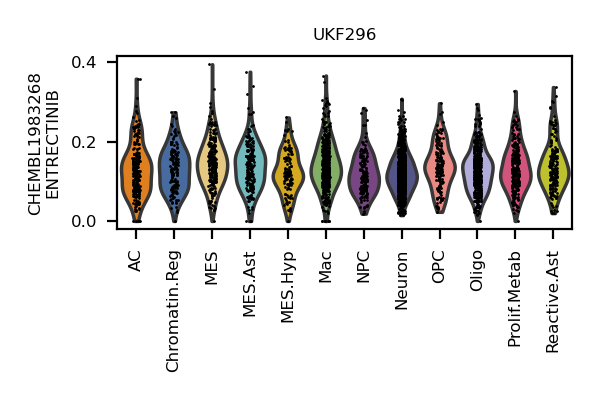 UKF296
CHEMBL1983268
ENTRECTINIB
0.4
0.2
0.0
AC
Chromatin.Reg
MES
MES.Ast
MES.Hyp
Mac
NPC
Neuron
OPC
Oligo
Prolif.Metab
Reactive.Ast